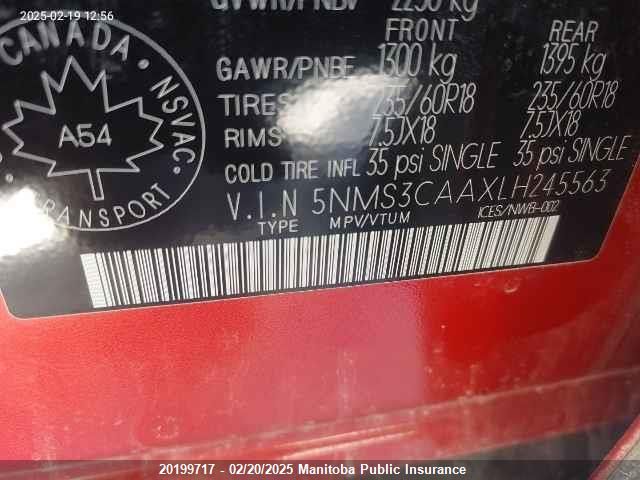 2025-02-19 12:56
GVWR/PNBV 2250 kg
FRONT REAR
GAWR/PNBE 1300 kg 1395 kg
TIRES 235/60R18 235/60R18
RIMS 7.5JX18 7.5JX18
COLD TIRE INFL 35 psi SINGLE 35 psi SINGLE
V.I.N 5NMS3CAAXLH245563
TYPE MPV/VTUM ICES/NWB-002
CANADA NSVAC TRANSPORT
A54
20199717 - 02/20/2025 Manitoba Public Insurance